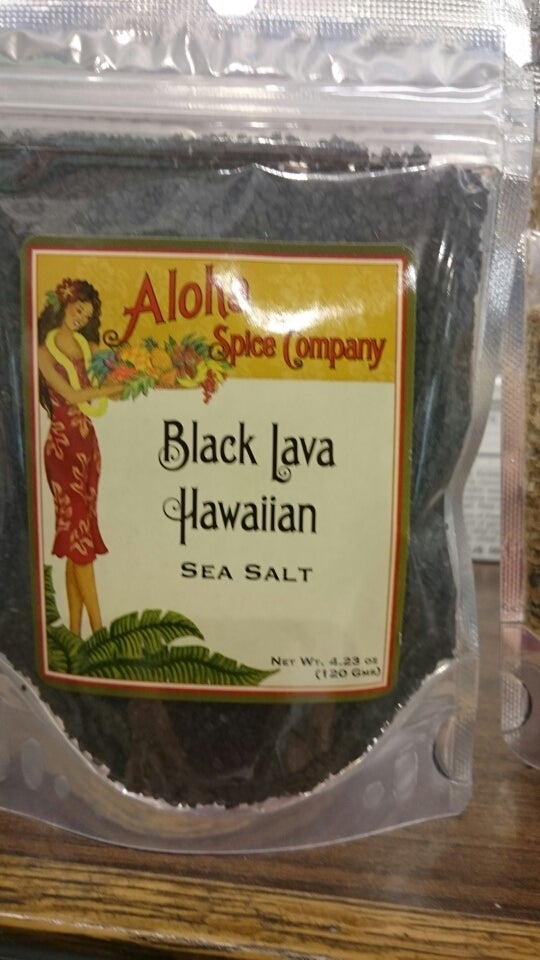 Aloha
Spice Company
Black Lava
Hawaiian
SEA SALT
NET WT. 4.23 OZ
(120 GMS)